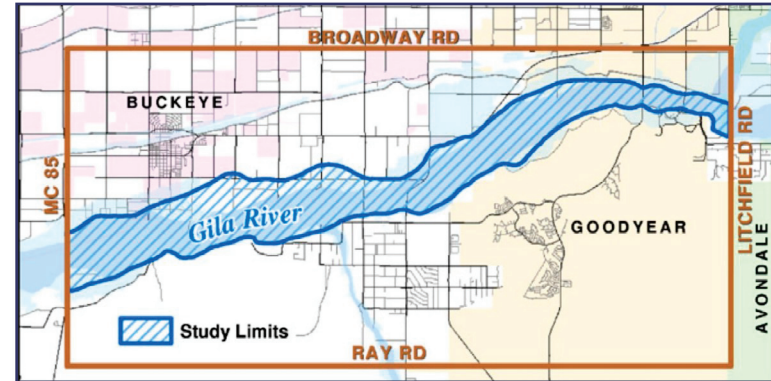 BROADWAY RD
BUCKEYE
MC 85
LITCHFIELD RD
Gila River
GOODYEAR
AVONDALE
Study Limits
RAY RD